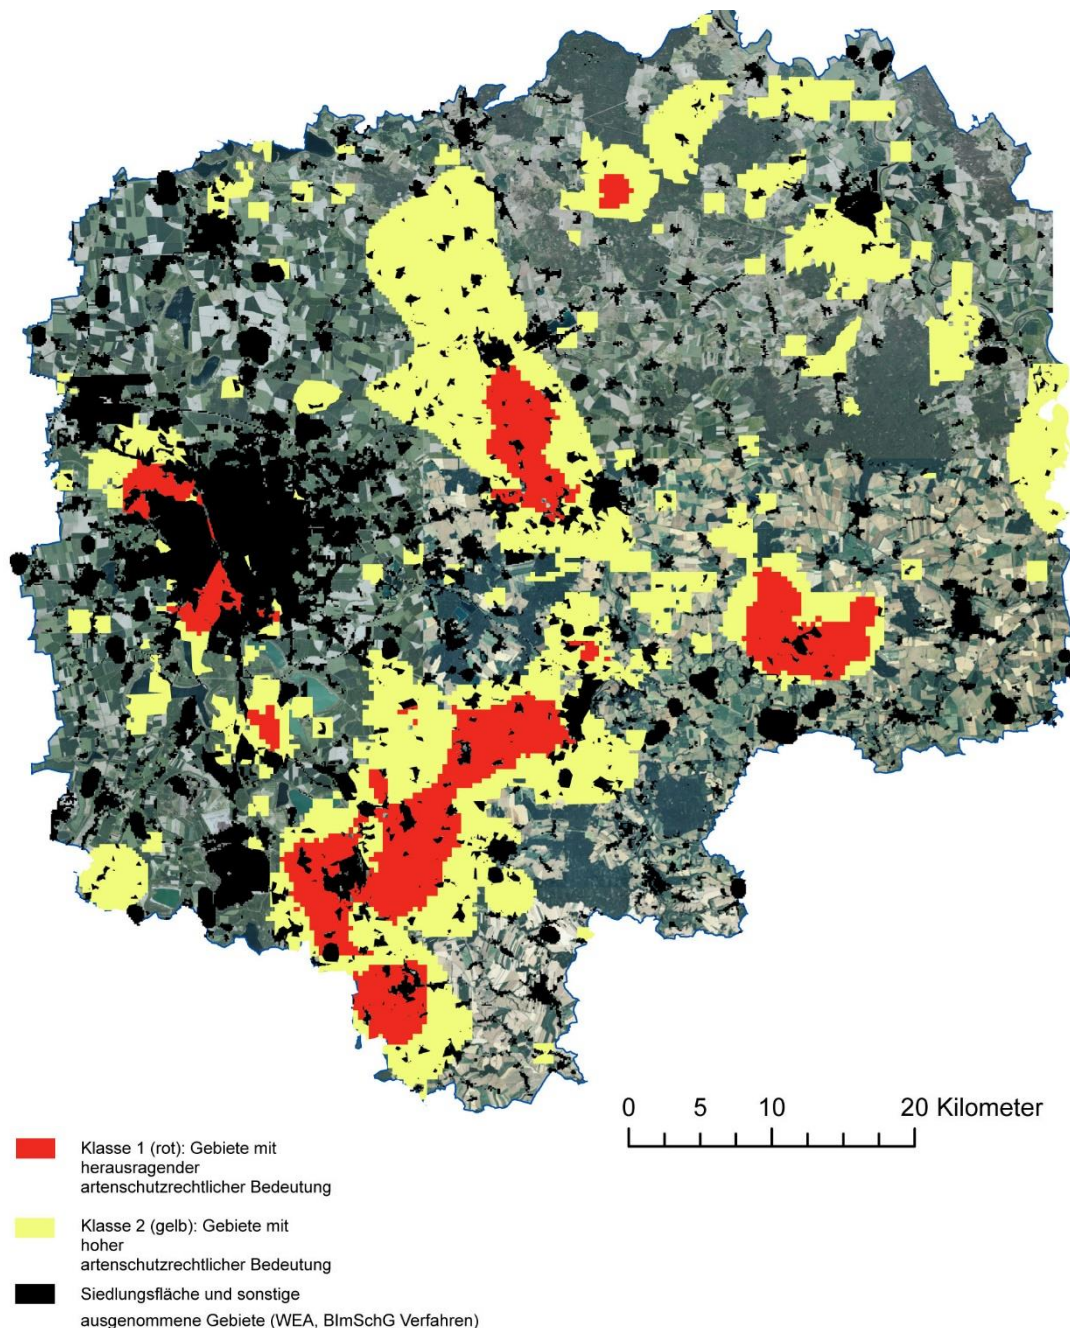 0 5 10 20 Kilometer
Klasse 1 (rot): Gebiete mit
herausragender
artenschutzrechtlicher Bedeutung
Klasse 2 (gelb): Gebiete mit
hoher
artenschutzrechtlicher Bedeutung
Siedlungsfläche und sonstige
ausgenommene Gebiete (WEA, BImSchG Verfahren)